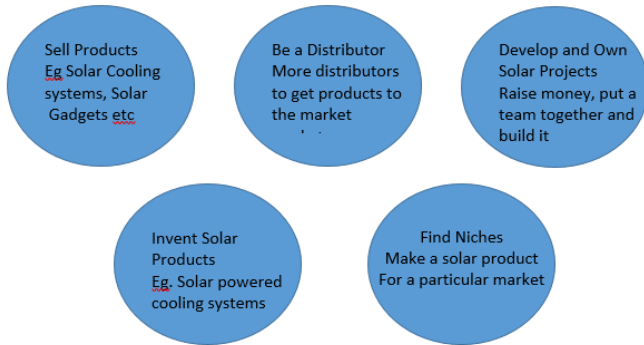 Sell Products
Eg Solar Cooling
systems, Solar
Gadgets etc
Be a Distributor
More distributors
to get products to
the market
Develop and Own
Solar Projects
Raise money, put a
team together and
build it
Invent Solar
Products
Eg. Solar powered
cooling systems
Find Niches
Make a solar product
For a particular market